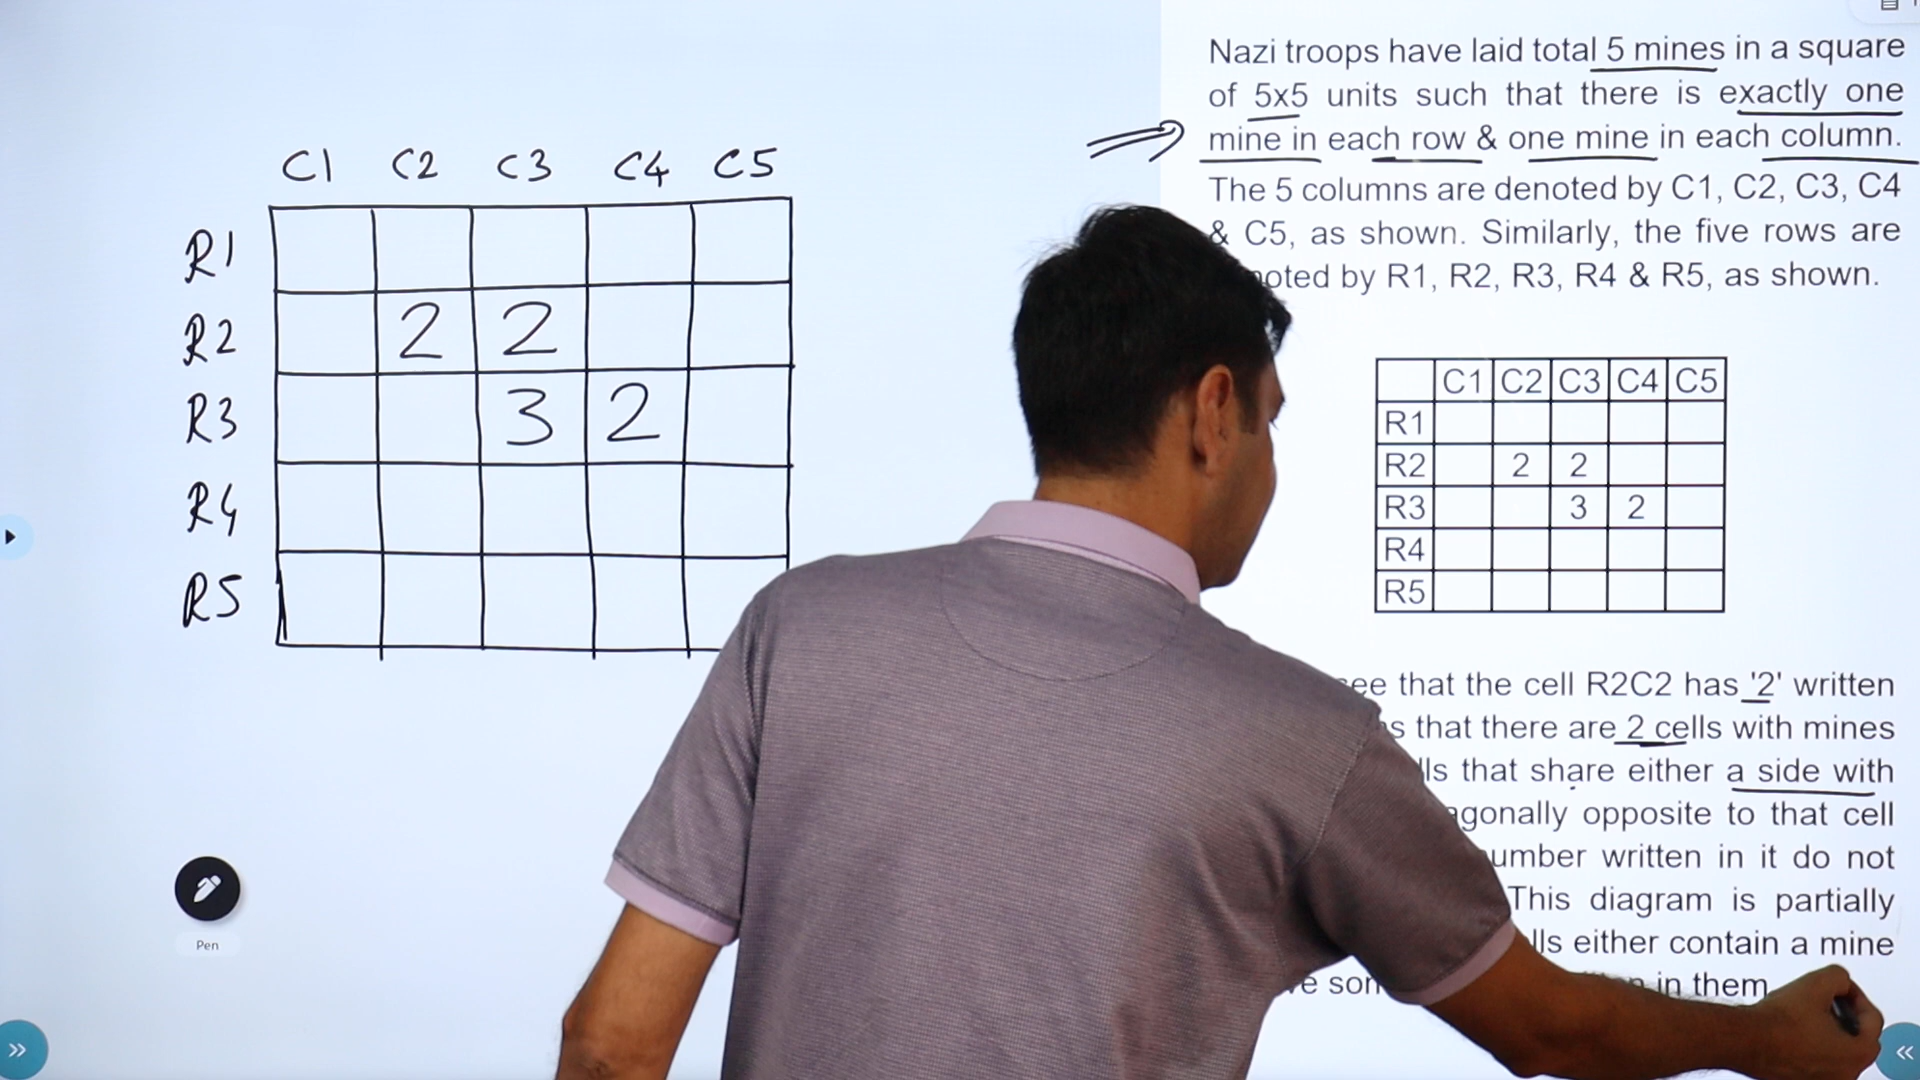 Nazi troops have laid total 5 mines in a square
of 5x5 units such that there is exactly one
mine in each row & one mine in each column.
The 5 columns are denoted by C1, C2, C3, C4
& C5, as shown. Similarly, the five rows are
oted by R1, R2, R3, R4 & R5, as shown.
C1 C2 C3 C4 C5
R1
R2 2 2
R3 3 2
R4
R5
C1 C2 C3 C4 C5
R1
R2 2 2
R3 3 2
R4
R5
that the cell R2C2 has '2' written
that there are 2 cells with mines
that share either a side with
opposite to that cell
written in it do not
This diagram is partially
either contain a mine
in them
Pen